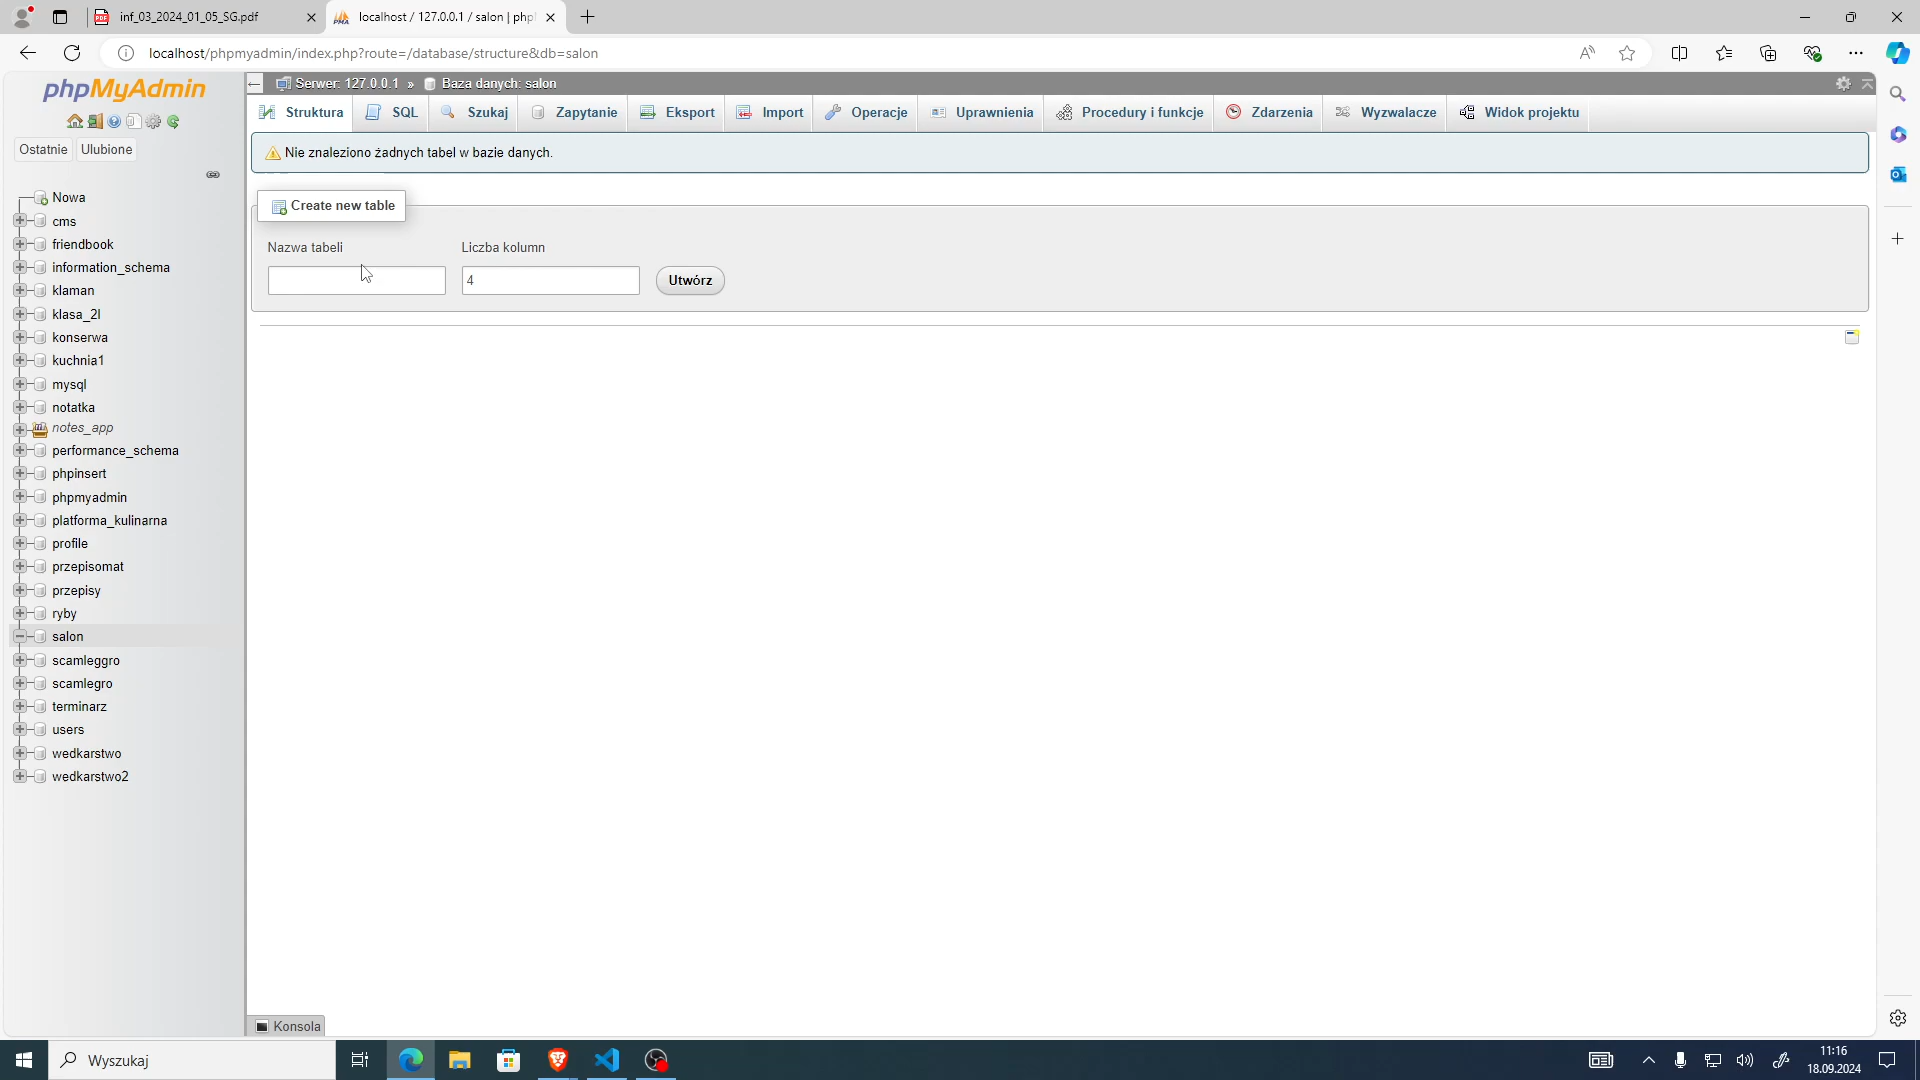 inf_03_2024_01_05_SG.pdf
localhost / 127.0.0.1 / salon | phpl
localhost/phpmyadmin/index.php?route=/database/structure&db=salon
phpMyAdmin
Serwer: 127.0.0.1 » Baza danych: salon
Struktura SQL Szukaj Zapytanie Eksport Import Operacje Uprawnienia Procedury i funkcje Zdarzenia Wyzwalacze Widok projektu
Ostatnie Ulubione
Nie znaleziono żadnych tabel w bazie danych.
Create new table
Nazwa tabeli Liczba kolumn
4 Utwórz
Nowa
cms
friendbook
information_schema
klaman
klasa_2l
konserwa
kuchnia1
mysql
notatka
notes_app
performance_schema
phpinsert
phpmyadmin
platforma_kulinarna
profile
przepisomat
przepisy
ryby
salon
scamleggro
scamlegro
terminarz
users
wedkarstwo
wedkarstwo2
Konsola
Wyszukaj
11:16
18.09.2024